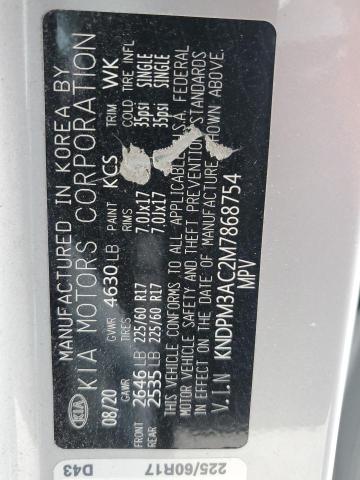 MANUFACTURED IN KOREA BY
KIA KIA MOTORS CORPORATION
08/20 GVWR 4630 LB PAINT KCS TRIM WK
GAWR TIRES RIMS COLD TIRE INFL
FRONT 2646 LB 225/60 R17 7.0JX17 35psi SINGLE
REAR 2535 LB 225/60 R17 7.0JX17 35psi SINGLE
THIS VEHICLE CONFORMS TO ALL APPLICABLE U.S.A. FEDERAL
MOTOR VEHICLE SAFETY AND THEFT PREVENTION STANDARDS
IN EFFECT ON THE DATE OF MANUFACTURE SHOWN ABOVE.
V.I.N KNDPM3AC2M7868754
MPV
D43 225/60R17